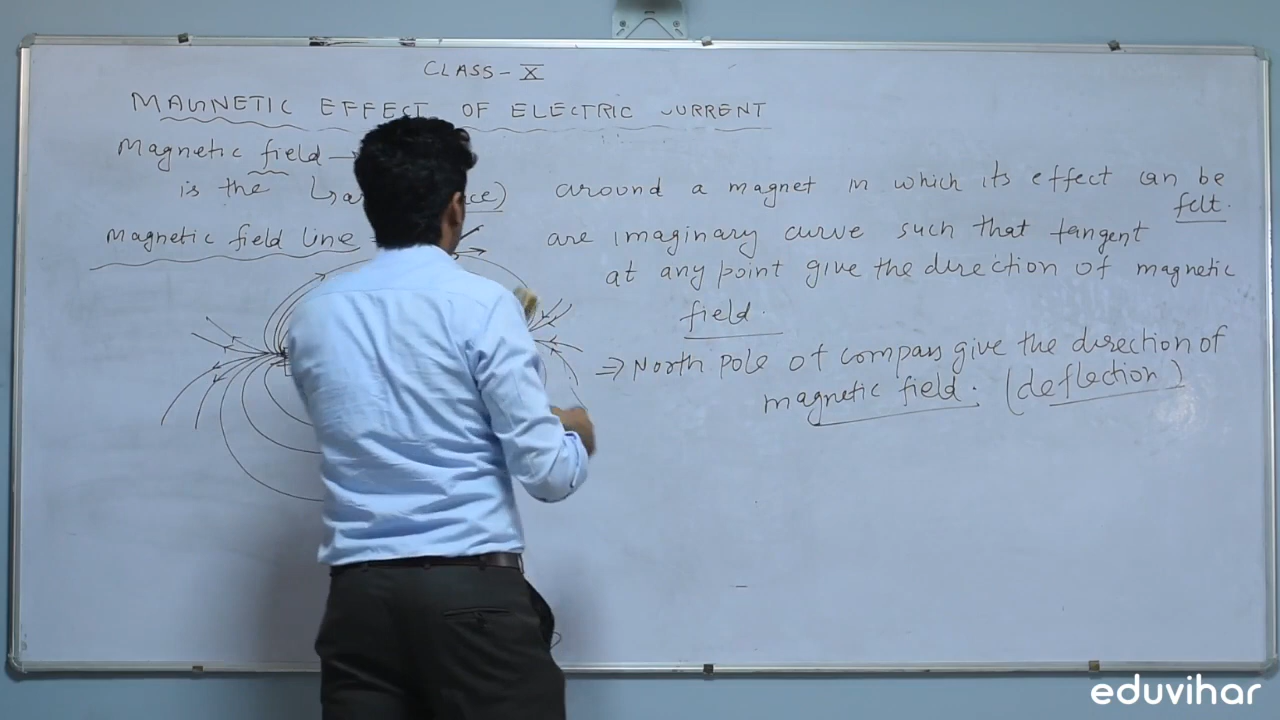 CLASS - X
MAGNETIC EFFECT OF ELECTRIC CURRENT
Magnetic field →
is the around a magnet in which its effect can be
felt.
Magnetic field line are imaginary curve such that tangent
at any point give the direction of magnetic
field.
⇒ North pole of compass give the direction of
magnetic field. (deflection)
eduvihar